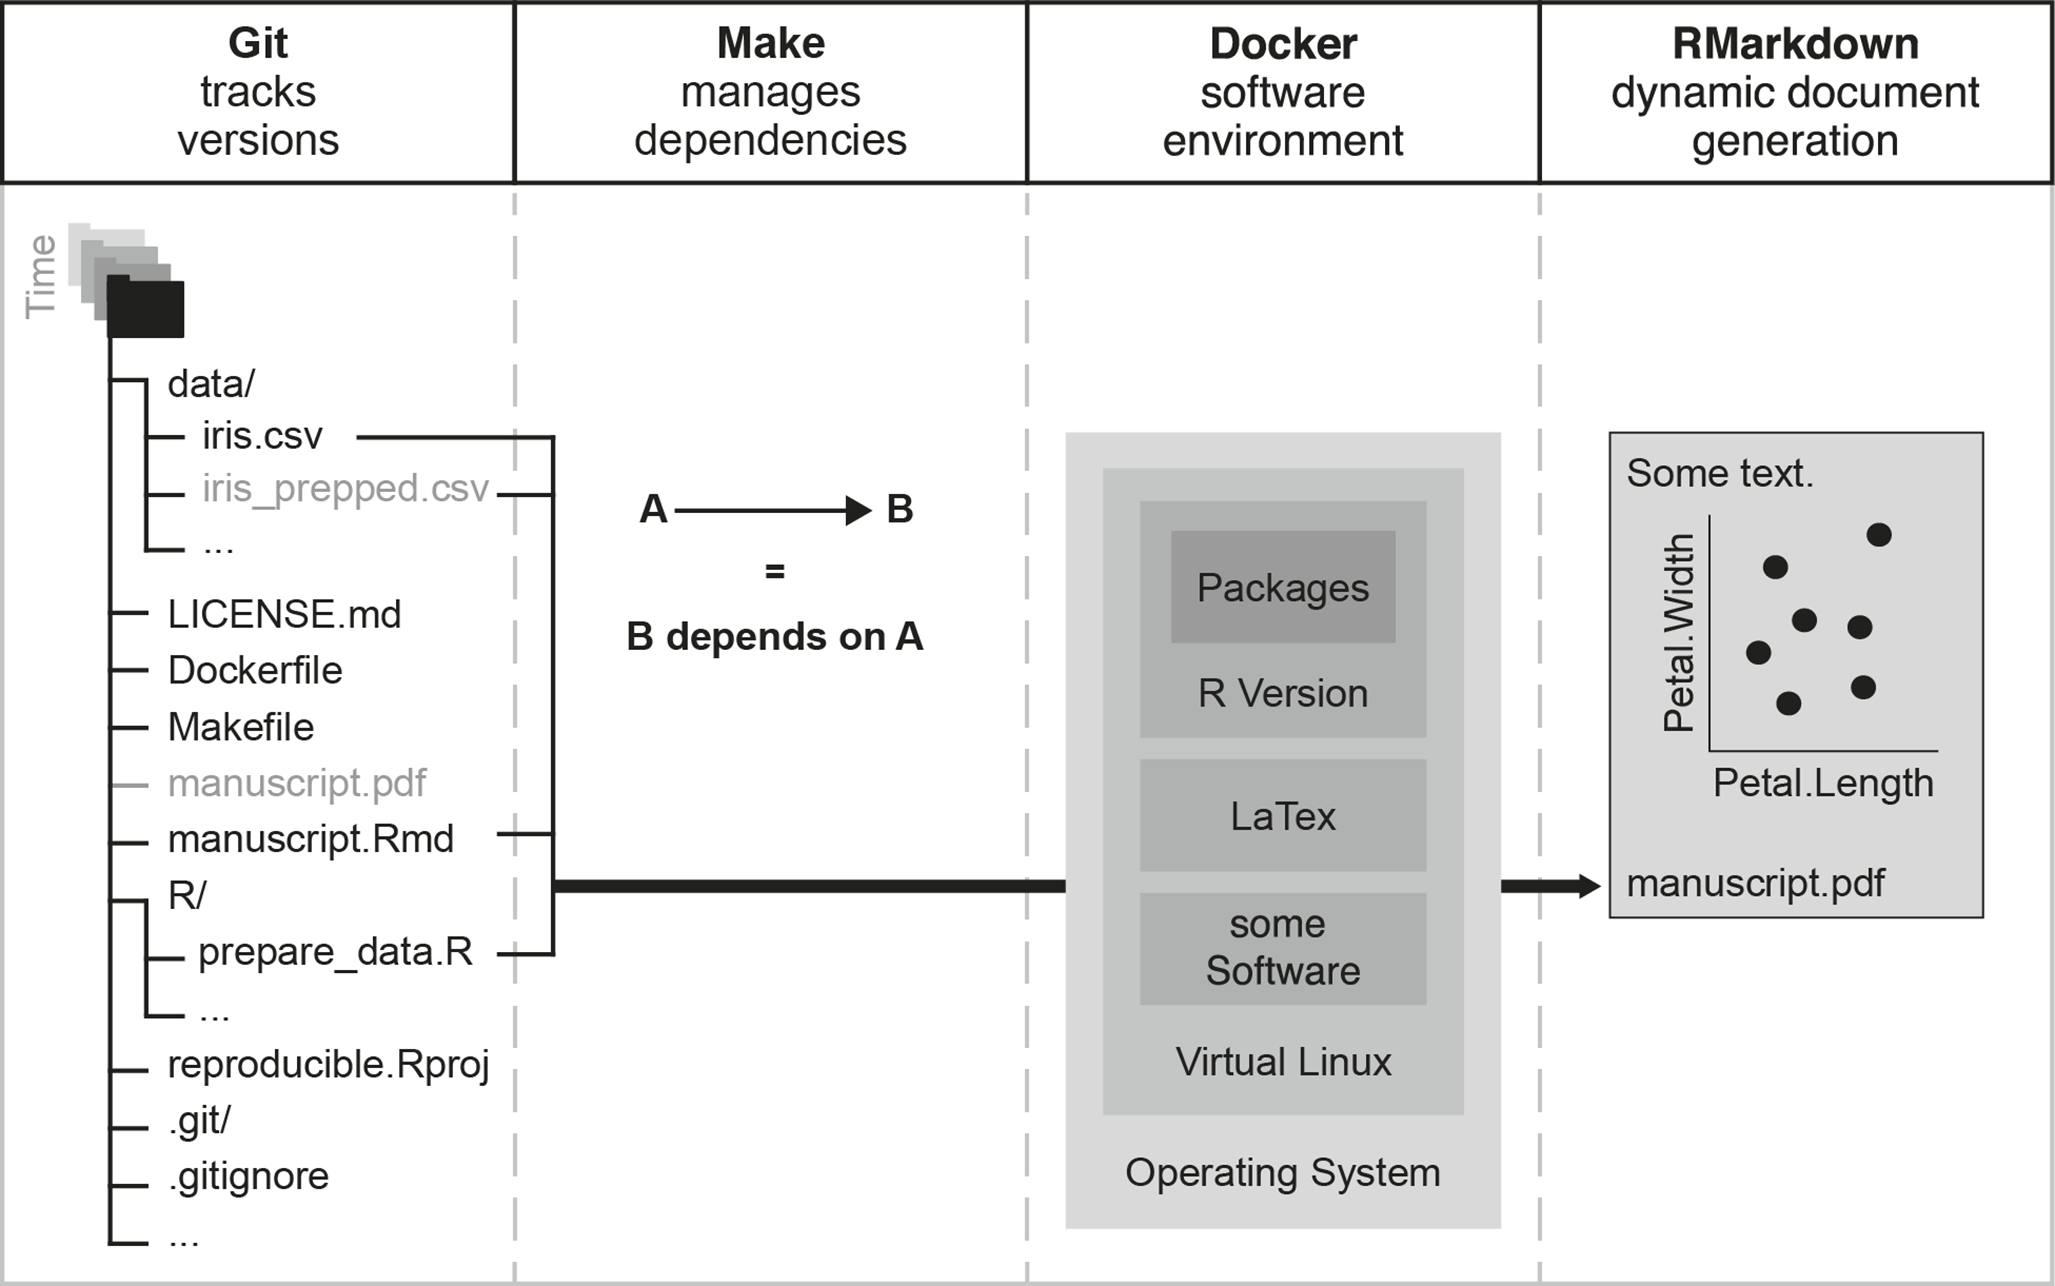 Git
tracks
versions
Make
manages
dependencies
Docker
software
environment
RMarkdown
dynamic document
generation
Time
data/
iris.csv
iris_prepped.csv
...
LICENSE.md
Dockerfile
Makefile
manuscript.pdf
manuscript.Rmd
R/
prepare_data.R
...
reproducible.Rproj
.git/
.gitignore
...
A B
=
B depends on A
Packages
R Version
LaTex
some
Software
Virtual Linux
Operating System
Some text.
Petal.Width
Petal.Length
manuscript.pdf